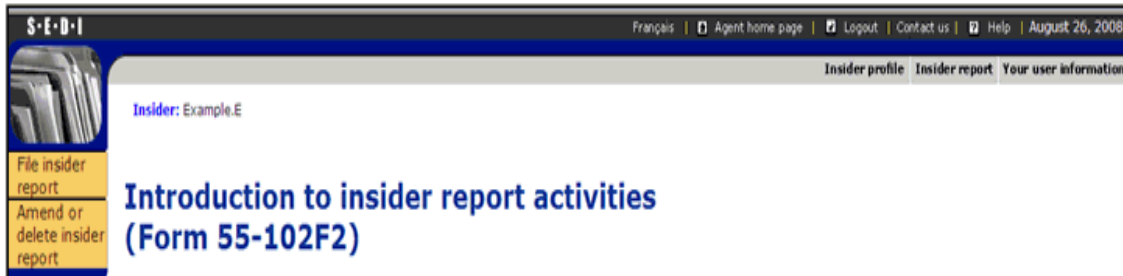 S·E·D·I
Français | Agent home page | Logout | Contact us | Help | August 26, 2008
Insider profile Insider report Your user information
Insider: Example.E
File insider
report
Amend or
delete insider
report
Introduction to insider report activities
(Form 55-102F2)